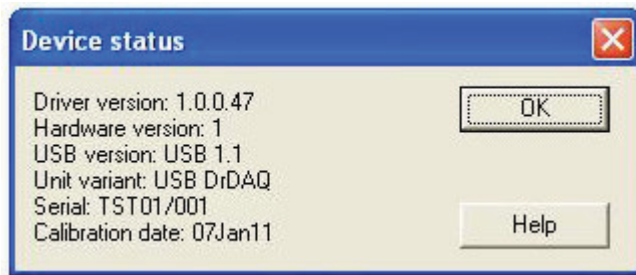 Device status
Driver version: 1.0.0.47
Hardware version: 1
USB version: USB 1.1
Unit variant: USB DrDAQ
Serial: TST01/001
Calibration date: 07Jan11
OK
Help